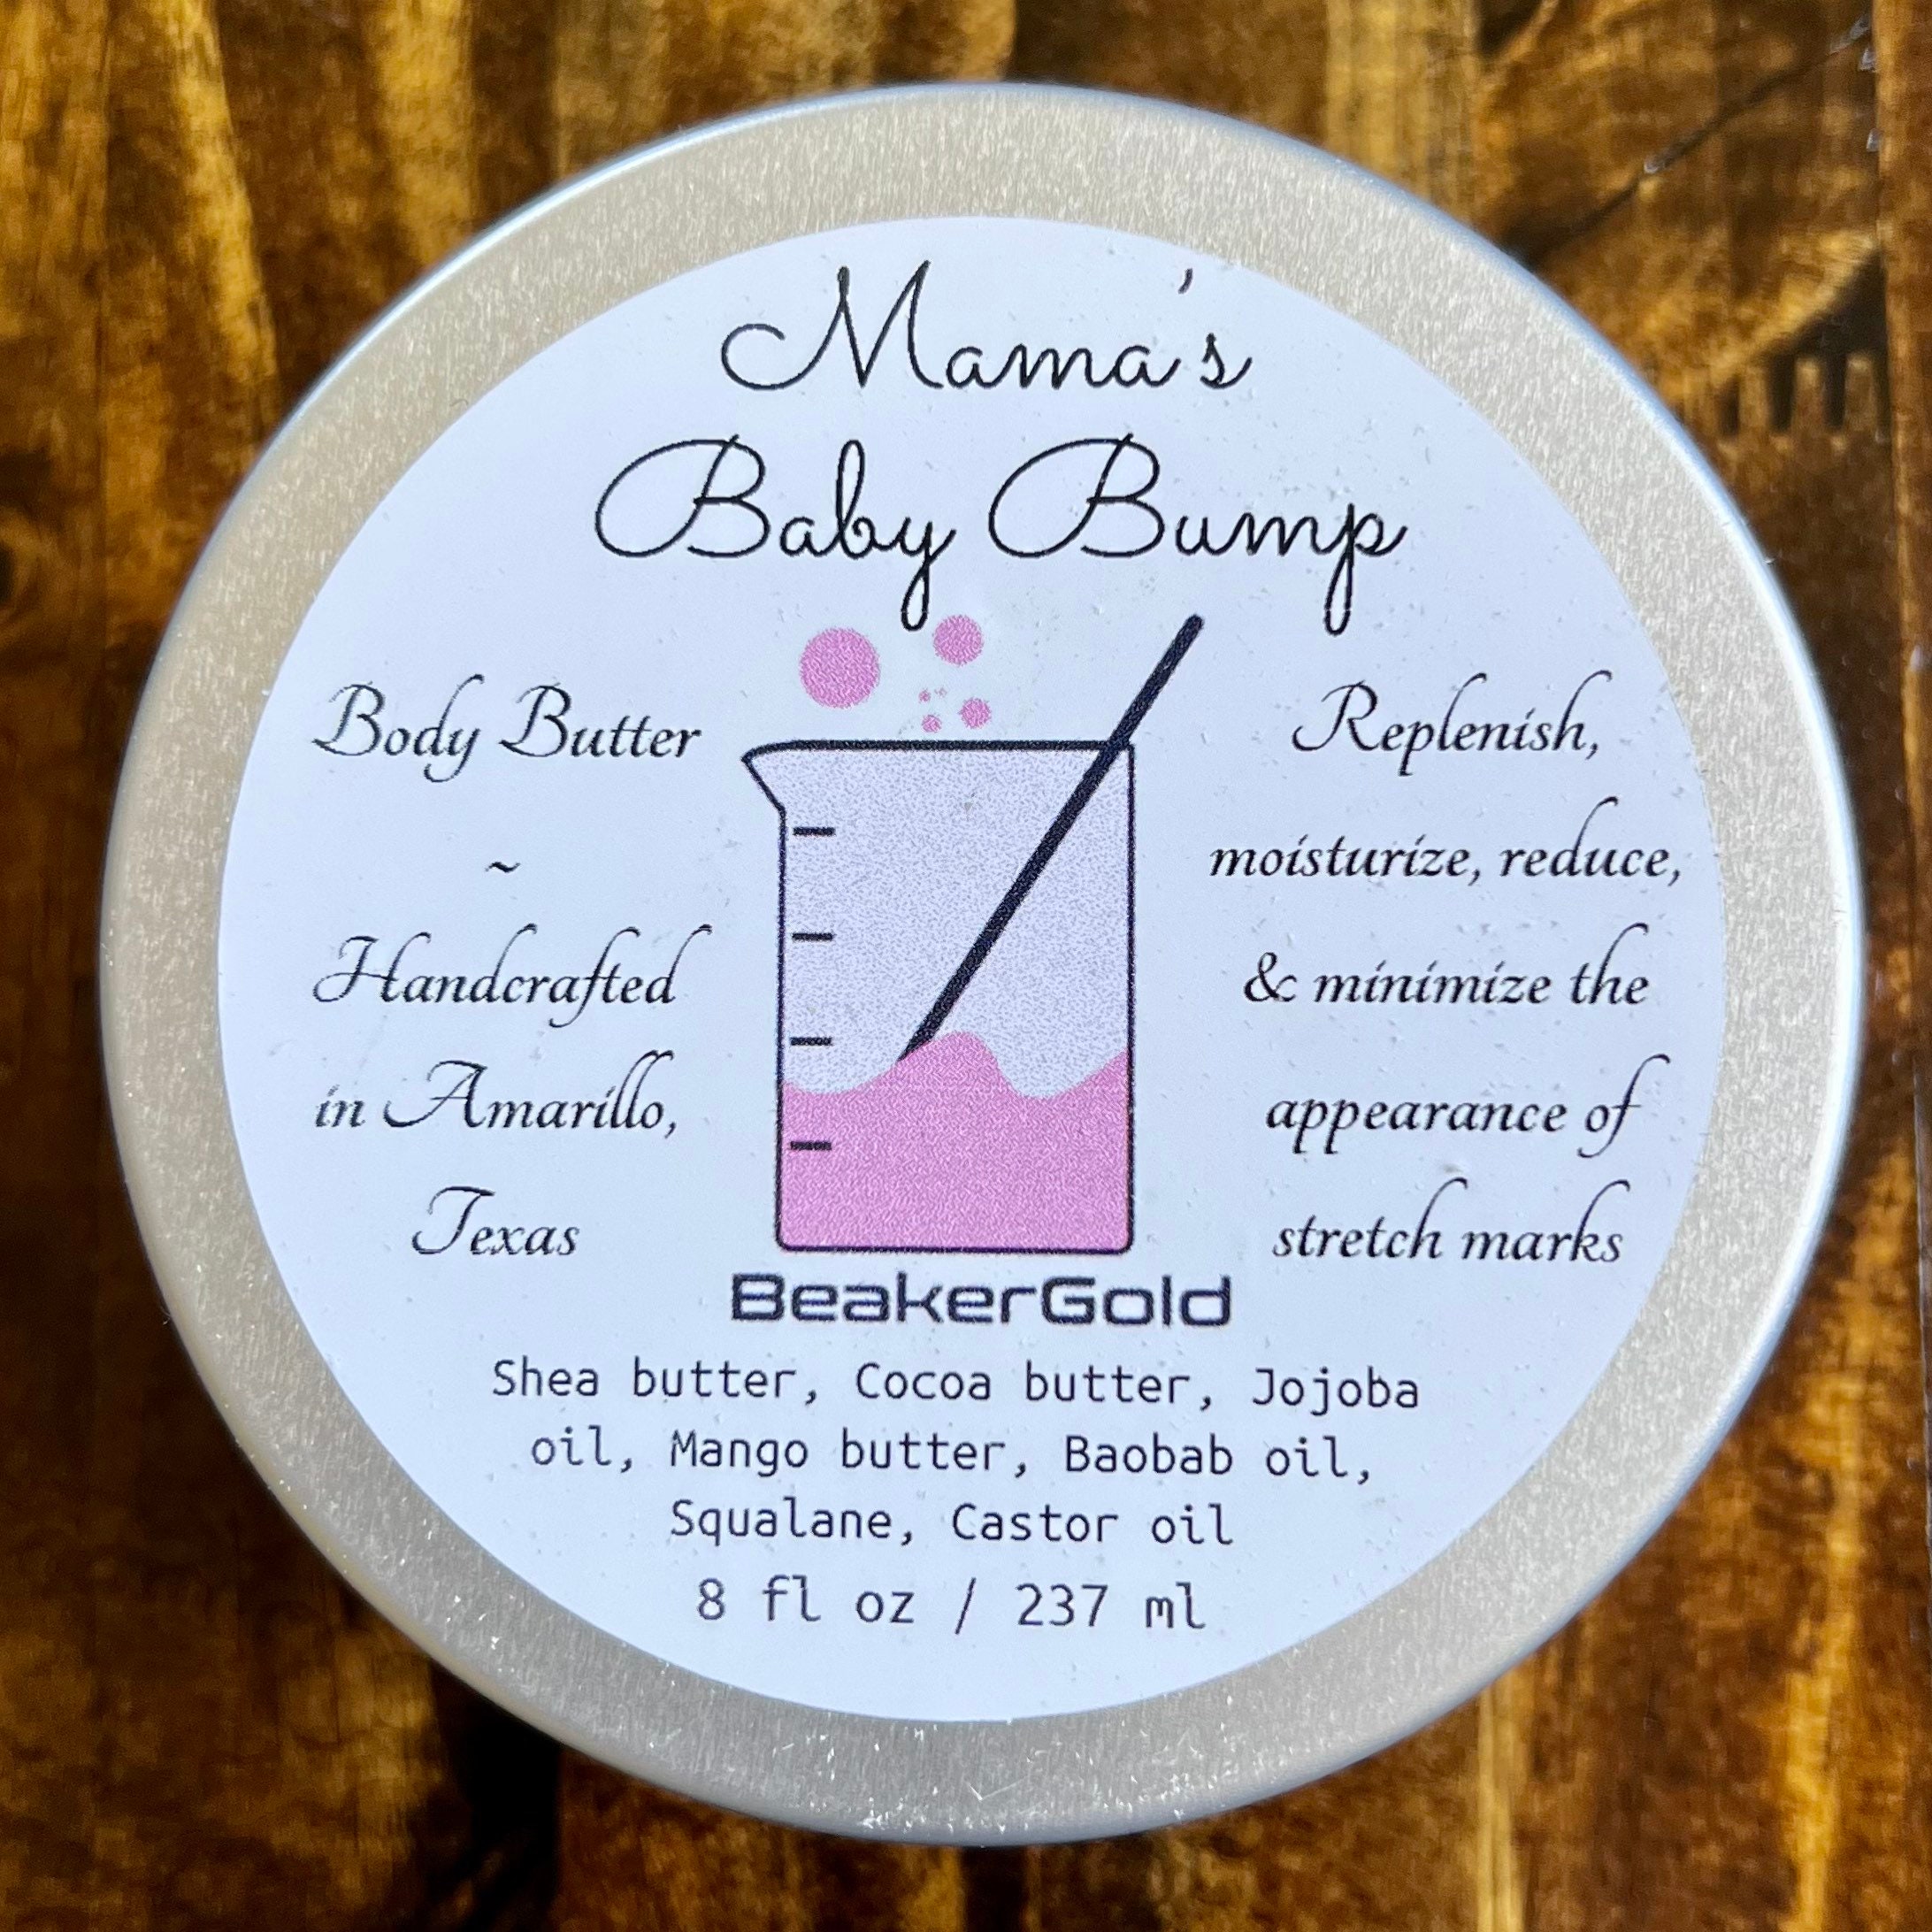 Mama's
Baby Bump
Body Butter
~
Handcrafted
in Amarillo,
Texas
Replenish,
moisturize, reduce,
& minimize the
appearance of
stretch marks
BeakerGold
Shea butter, Cocoa butter, Jojoba
oil, Mango butter, Baobab oil,
Squalane, Castor oil
8 fl oz / 237 ml